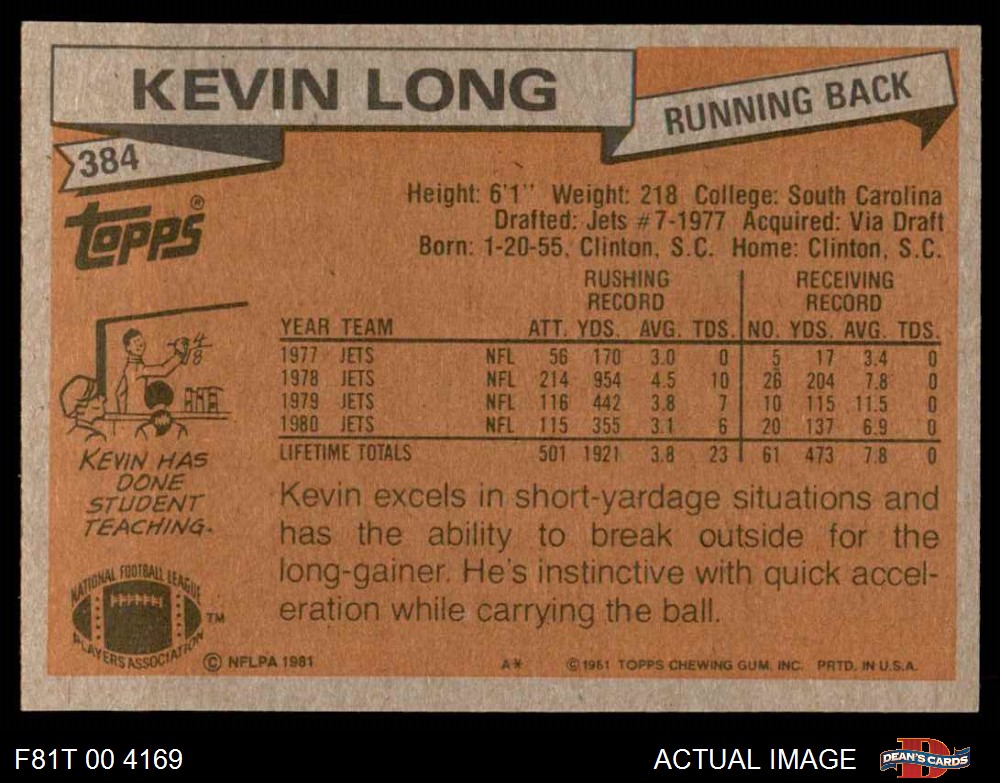 KEVIN LONG
RUNNING BACK
384
TOPPS®
Height: 6'1" Weight: 218 College: South Carolina
Drafted: Jets #7-1977 Acquired: Via Draft
Born: 1-20-55, Clinton, S.C. Home: Clinton, S.C.
RUSHING RECORD RECEIVING RECORD
YEAR TEAM ATT. YDS. AVG. TDS. NO. YDS. AVG. TDS.
1977 JETS NFL 56 170 3.0 0 5 17 3.4 0
1978 JETS NFL 214 954 4.5 10 26 204 7.8 0
1979 JETS NFL 116 442 3.8 7 10 115 11.5 0
1980 JETS NFL 115 355 3.1 6 20 137 6.9 0
LIFETIME TOTALS 501 1921 3.8 23 61 473 7.8 0
4/8
KEVIN HAS
DONE
STUDENT
TEACHING.
Kevin excels in short-yardage situations and
has the ability to break outside for the
long-gainer. He's instinctive with quick accel-
eration while carrying the ball.
NATIONAL FOOTBALL LEAGUE
PLAYERS ASSOCIATION
TM
© NFLPA 1981
A* © 1981 TOPPS CHEWING GUM, INC. PRTD. IN U.S.A.
F81T 00 4169
ACTUAL IMAGE
DEAN'S CARDS